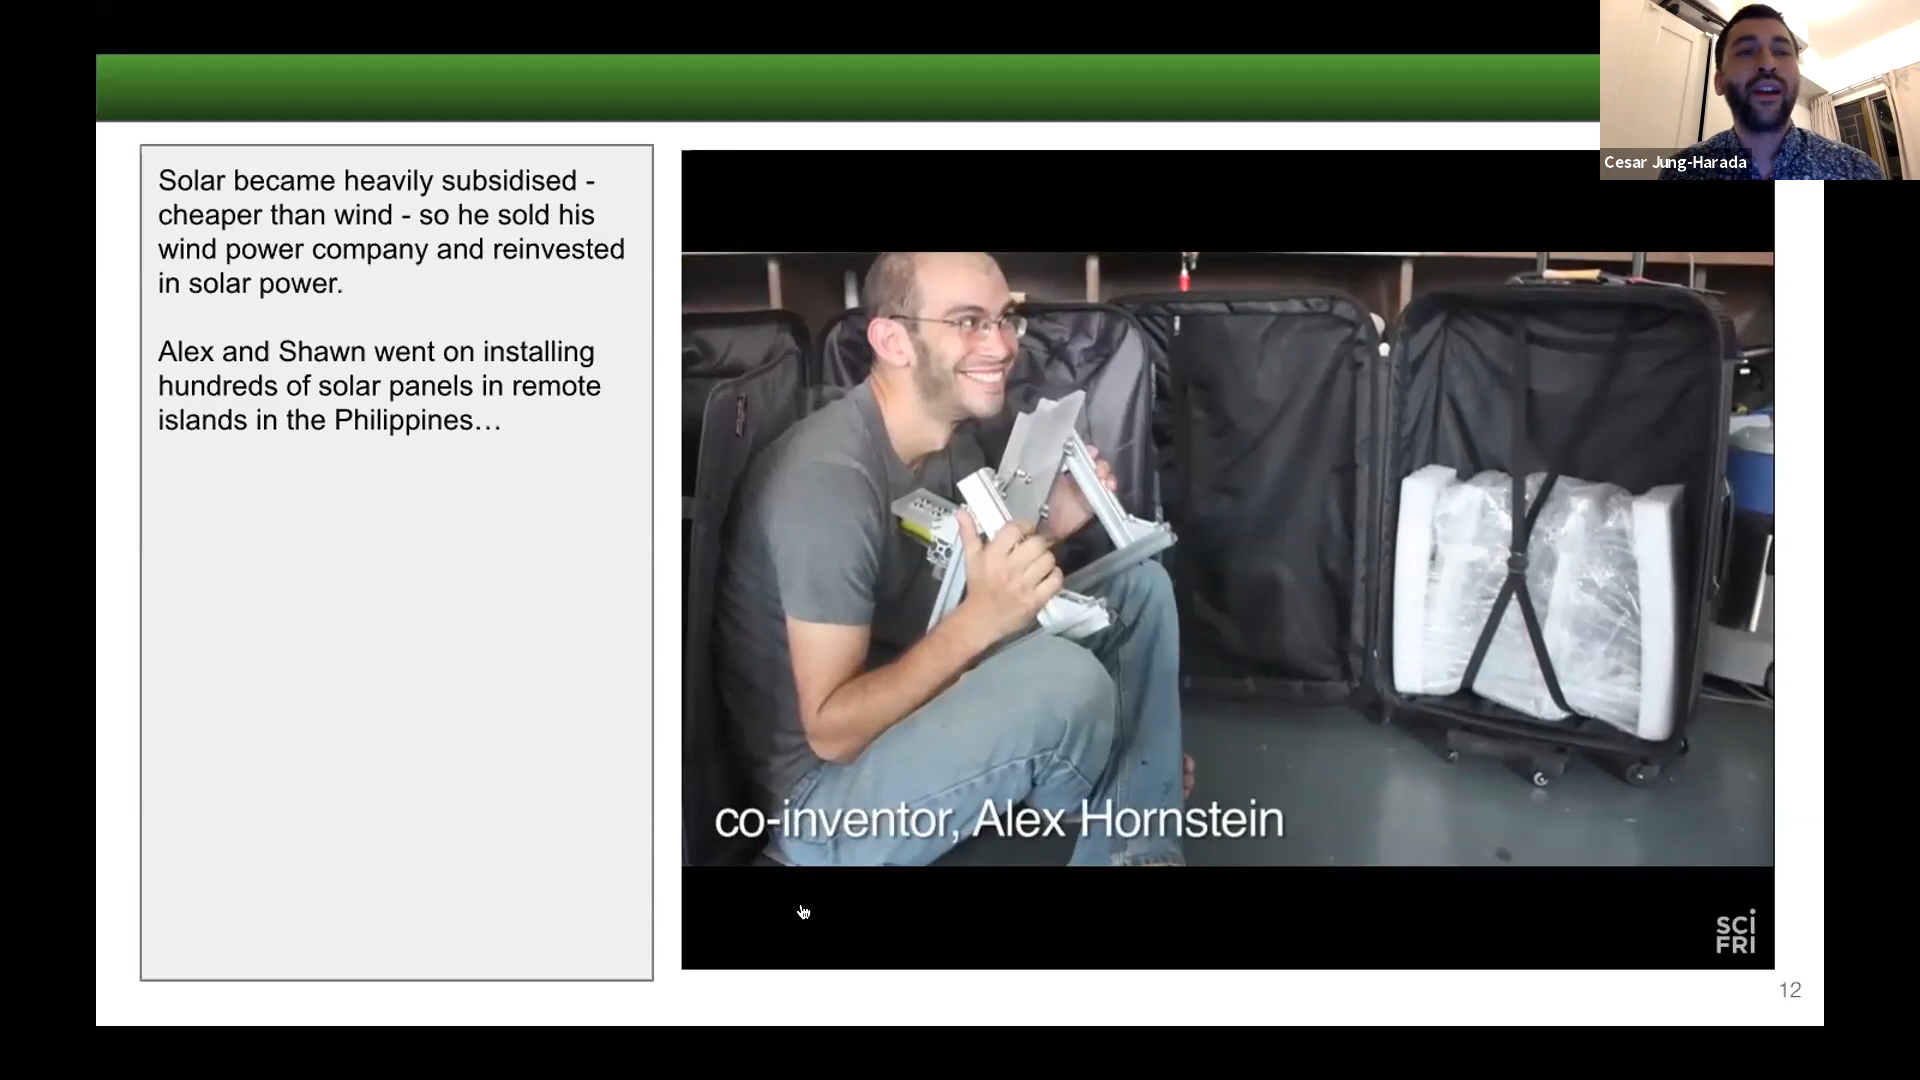 Cesar Jung-Harada
Solar became heavily subsidised -
cheaper than wind - so he sold his
wind power company and reinvested
in solar power.
Alex and Shawn went on installing
hundreds of solar panels in remote
islands in the Philippines…
co-inventor, Alex Hornstein
SCI
FRI
12